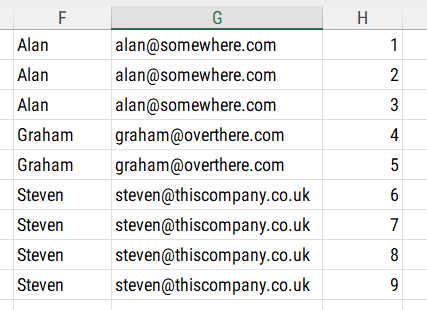 F G H
Alan alan@somewhere.com 1
Alan alan@somewhere.com 2
Alan alan@somewhere.com 3
Graham graham@overthere.com 4
Graham graham@overthere.com 5
Steven steven@thiscompany.co.uk 6
Steven steven@thiscompany.co.uk 7
Steven steven@thiscompany.co.uk 8
Steven steven@thiscompany.co.uk 9